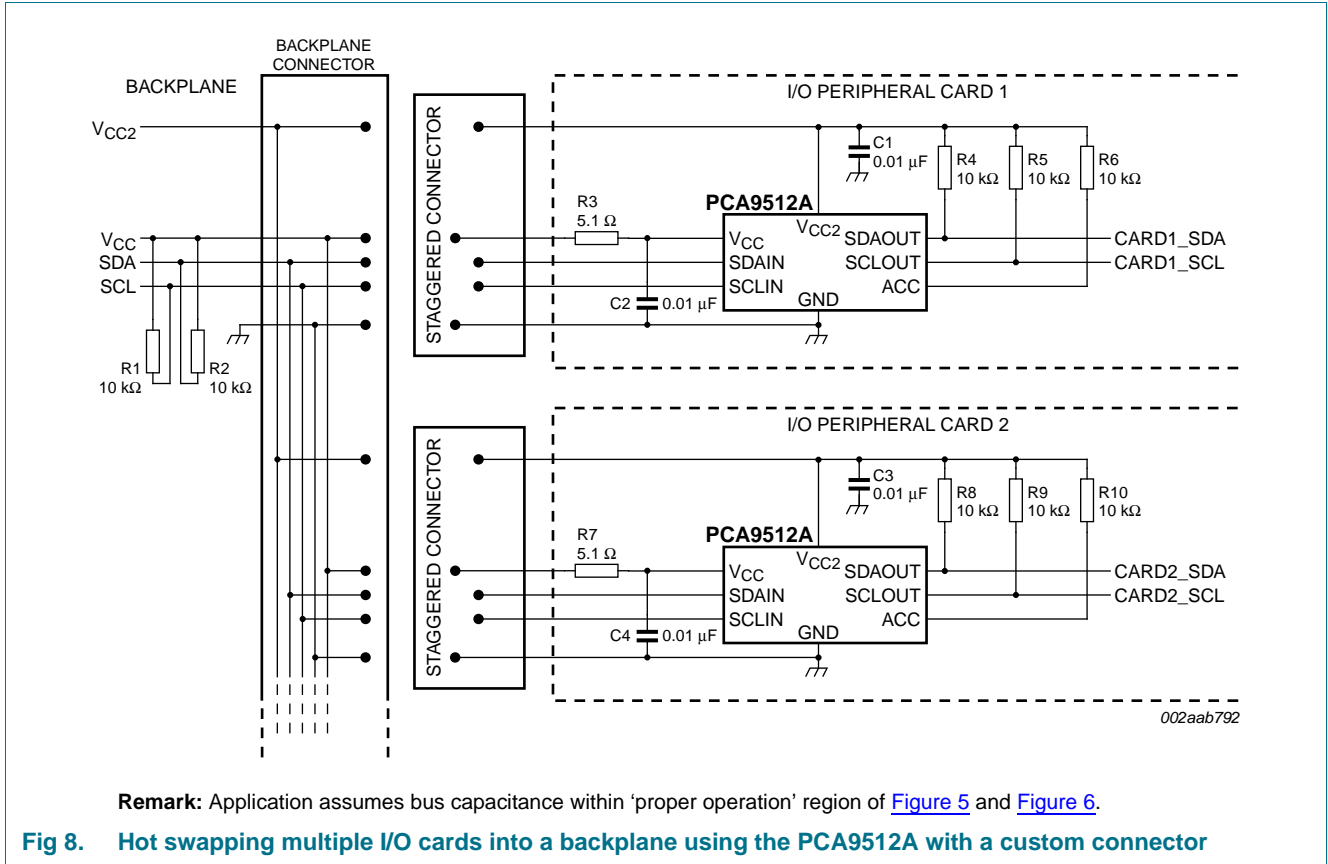 BACKPLANE
CONNECTOR
BACKPLANE
VCC2
VCC
SDA
SCL
R1
10 kΩ
R2
10 kΩ
STAGGERED CONNECTOR
I/O PERIPHERAL CARD 1
R3
5.1 Ω
C2 0.01 μF
PCA9512A
VCC
VCC2
SDAIN
SCLIN
GND
SDAOUT
SCLOUT
ACC
C1
0.01 μF
R4
10 kΩ
R5
10 kΩ
R6
10 kΩ
CARD1_SDA
CARD1_SCL
STAGGERED CONNECTOR
I/O PERIPHERAL CARD 2
R7
5.1 Ω
C4 0.01 μF
PCA9512A
VCC
VCC2
SDAIN
SCLIN
GND
SDAOUT
SCLOUT
ACC
C3
0.01 μF
R8
10 kΩ
R9
10 kΩ
R10
10 kΩ
CARD2_SDA
CARD2_SCL
002aab792
Remark: Application assumes bus capacitance within ‘proper operation’ region of Figure 5 and Figure 6.
Fig 8. Hot swapping multiple I/O cards into a backplane using the PCA9512A with a custom connector